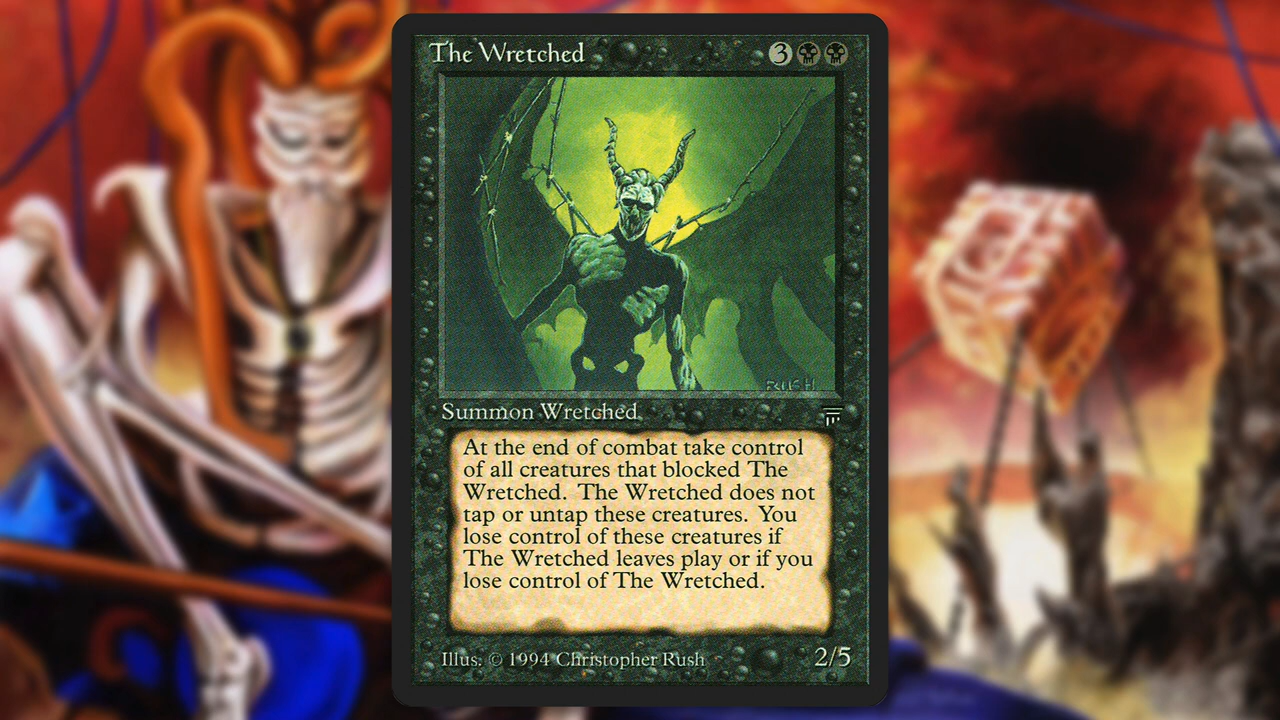 The Wretched 3
RUSH
Summon Wretched
At the end of combat take control
of all creatures that blocked The
Wretched. The Wretched does not
tap or untap these creatures. You
lose control of these creatures if
The Wretched leaves play or if you
lose control of The Wretched.
Illus. © 1994 Christopher Rush 2/5